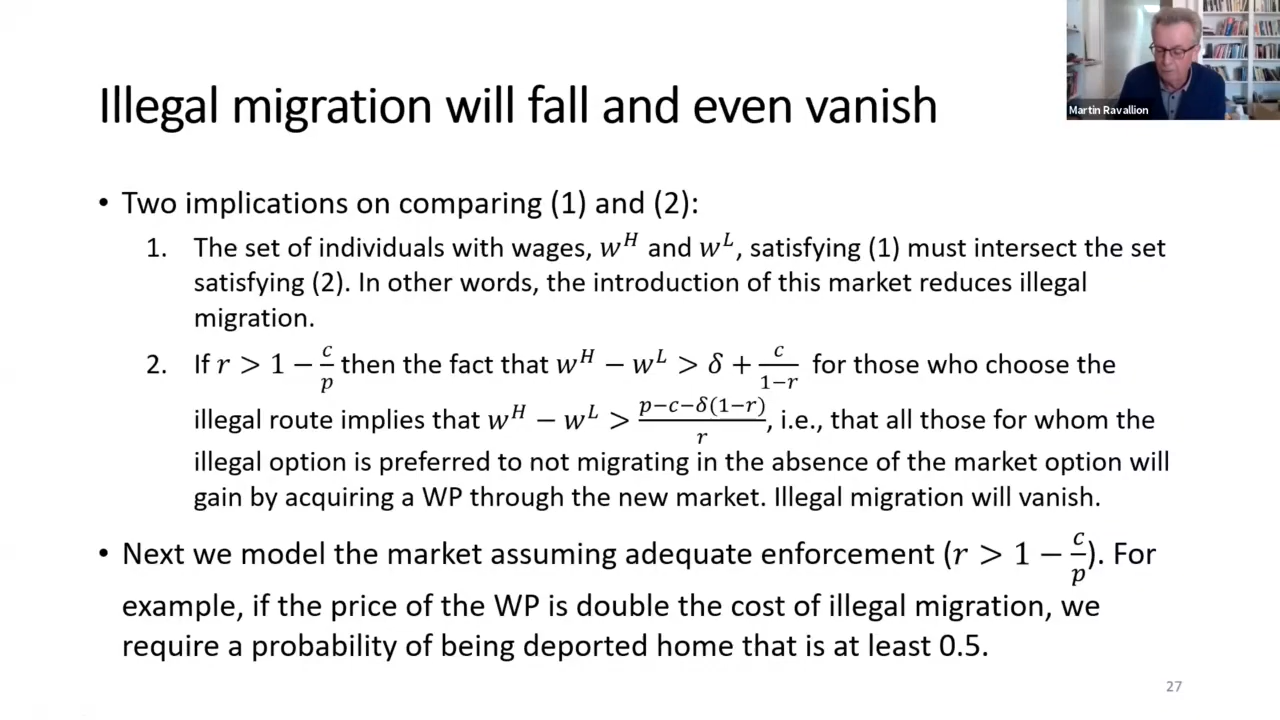 Martin Ravallion
Illegal migration will fall and even vanish
• Two implications on comparing (1) and (2):
1. The set of individuals with wages, w^H and w^L, satisfying (1) must intersect the set
satisfying (2). In other words, the introduction of this market reduces illegal
migration.
2. If r > 1 − c/p then the fact that w^H − w^L > δ + c/(1−r) for those who choose the
illegal route implies that w^H − w^L > (p−c−δ(1−r))/r, i.e., that all those for whom the
illegal option is preferred to not migrating in the absence of the market option will
gain by acquiring a WP through the new market. Illegal migration will vanish.
• Next we model the market assuming adequate enforcement (r > 1 − c/p). For
example, if the price of the WP is double the cost of illegal migration, we
require a probability of being deported home that is at least 0.5.
27